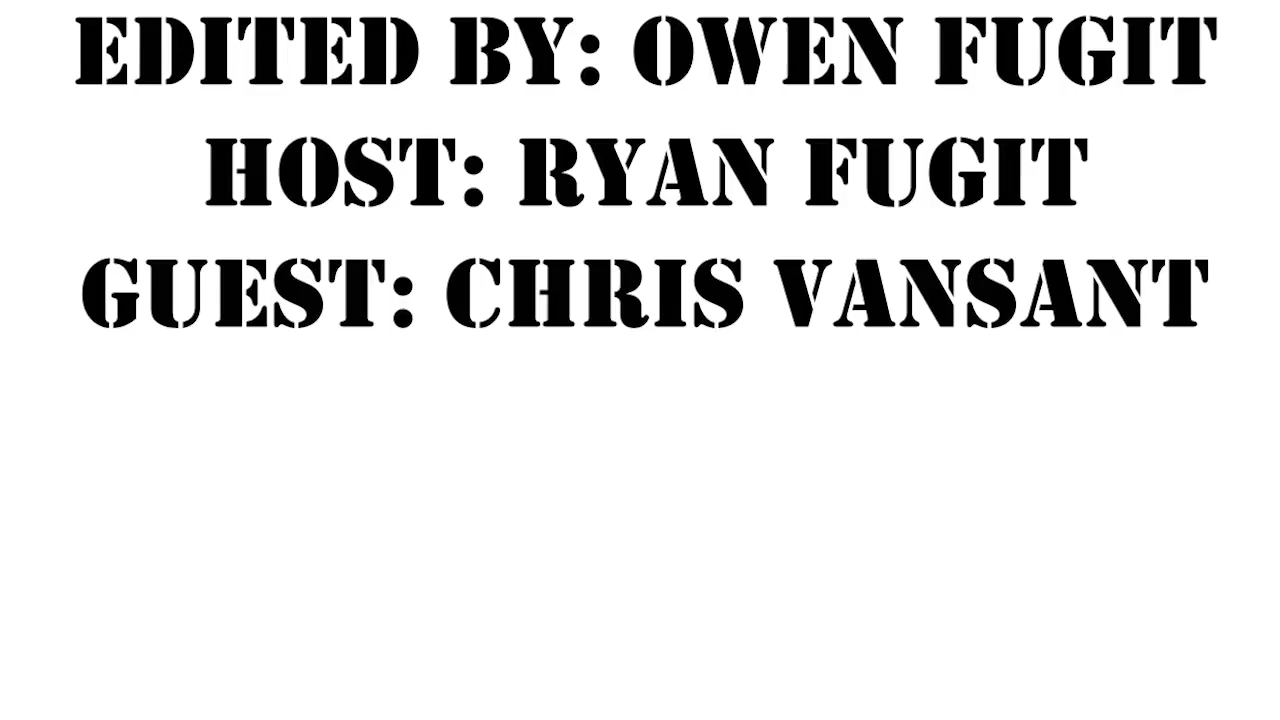 EDITED BY: OWEN FUGIT
HOST: RYAN FUGIT
GUEST: CHRIS VANSANT